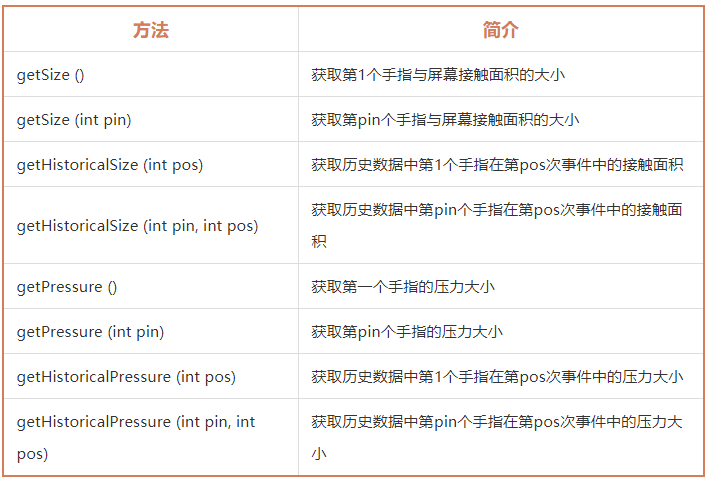 方法
简介
getSize ()
获取第1个手指与屏幕接触面积的大小
getSize (int pin)
获取第pin个手指与屏幕接触面积的大小
getHistoricalSize (int pos)
获取历史数据中第1个手指在第pos次事件中的接触面积
getHistoricalSize (int pin, int pos)
获取历史数据中第pin个手指在第pos次事件中的接触面
积
getPressure ()
获取第一个手指的压力大小
getPressure (int pin)
获取第pin个手指的压力大小
getHistoricalPressure (int pos)
获取历史数据中第1个手指在第pos次事件中的压力大小
getHistoricalPressure (int pin, int
pos)
获取历史数据中第pin个手指在第pos次事件中的压力大
小